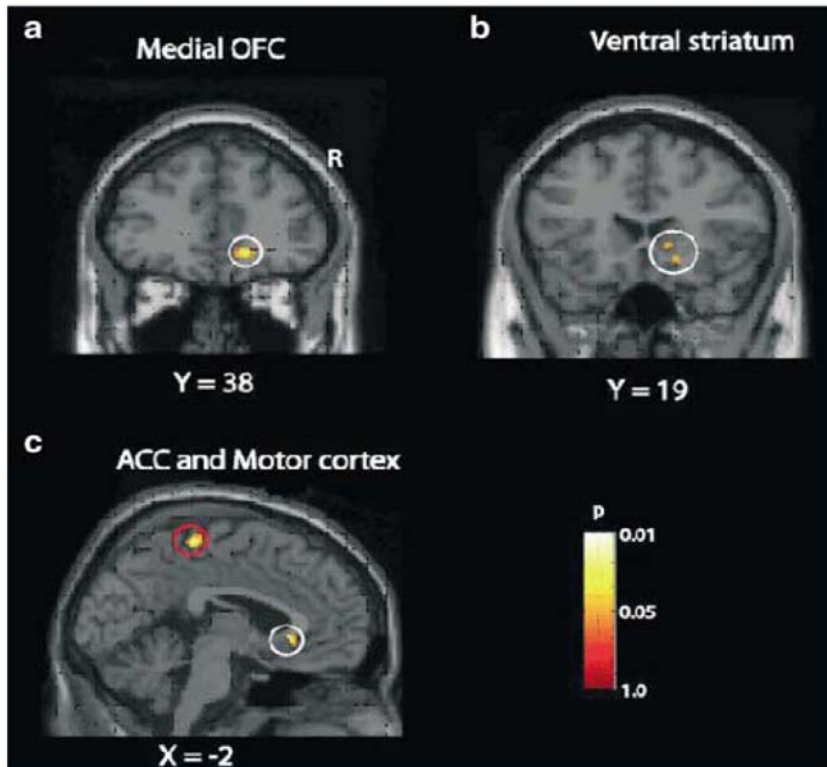 a
Medial OFC
R
Y = 38
b
Ventral striatum
Y = 19
c
ACC and Motor cortex
X = -2
p
0.01
0.05
1.0